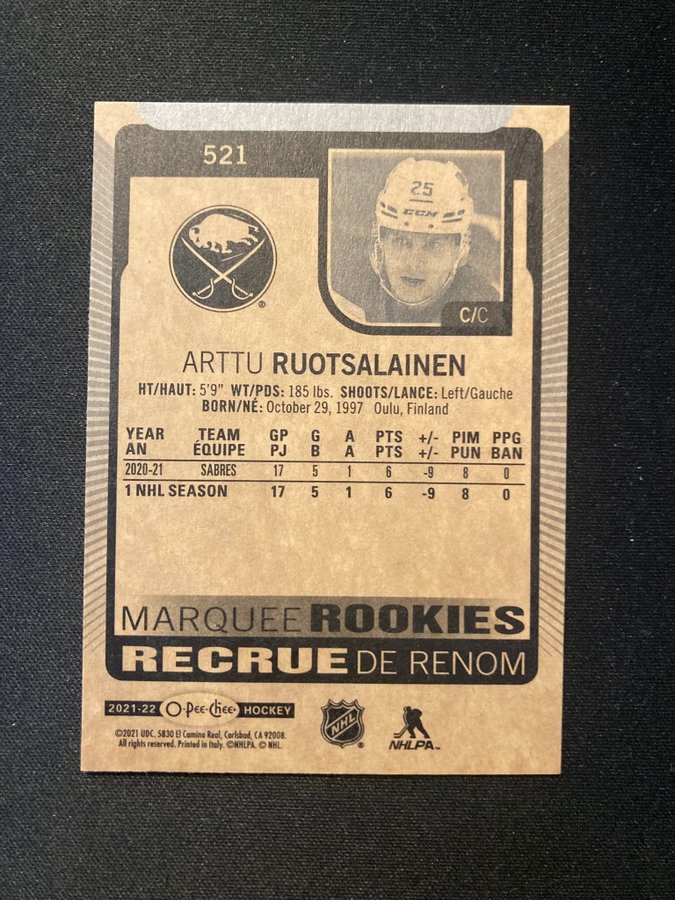 521
25
CCM
C/C
ARTTU RUOTSALAINEN
HT/HAUT: 5'9" WT/PDS: 185 lbs. SHOOTS/LANCE: Left/Gauche
BORN/NÉ: October 29, 1997 Oulu, Finland
YEAR TEAM GP G A PTS +/- PIM PPG
AN ÉQUIPE PJ B A PTS +/- PUN BAN
2020-21 SABRES 17 5 1 6 -9 8 0
1 NHL SEASON 17 5 1 6 -9 8 0
MARQUEE ROOKIES
RECRUE DE RENOM
2021-22 O-Pee-Chee HOCKEY
NHL ®
NHLPA™
©2021 UDC. 5830 El Camino Real, Carlsbad, CA 92008.
All rights reserved. Printed in Italy. ©NHLPA. © NHL.